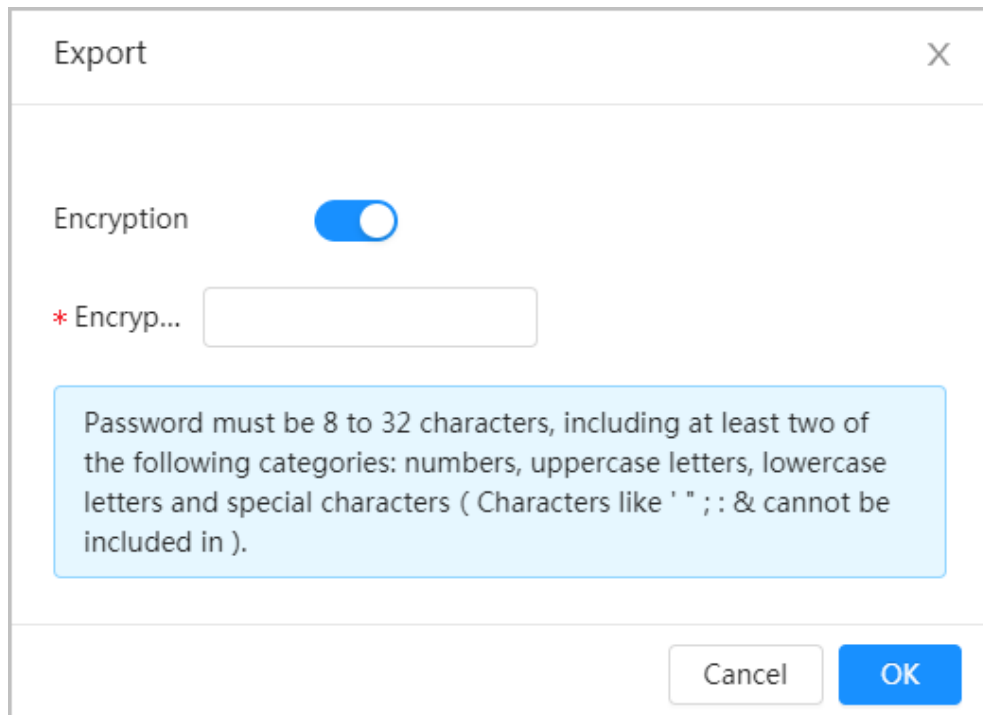 Export
X
Encryption
* Encryp...
Password must be 8 to 32 characters, including at least two of
the following categories: numbers, uppercase letters, lowercase
letters and special characters ( Characters like ' " ; : & cannot be
included in ).
Cancel OK